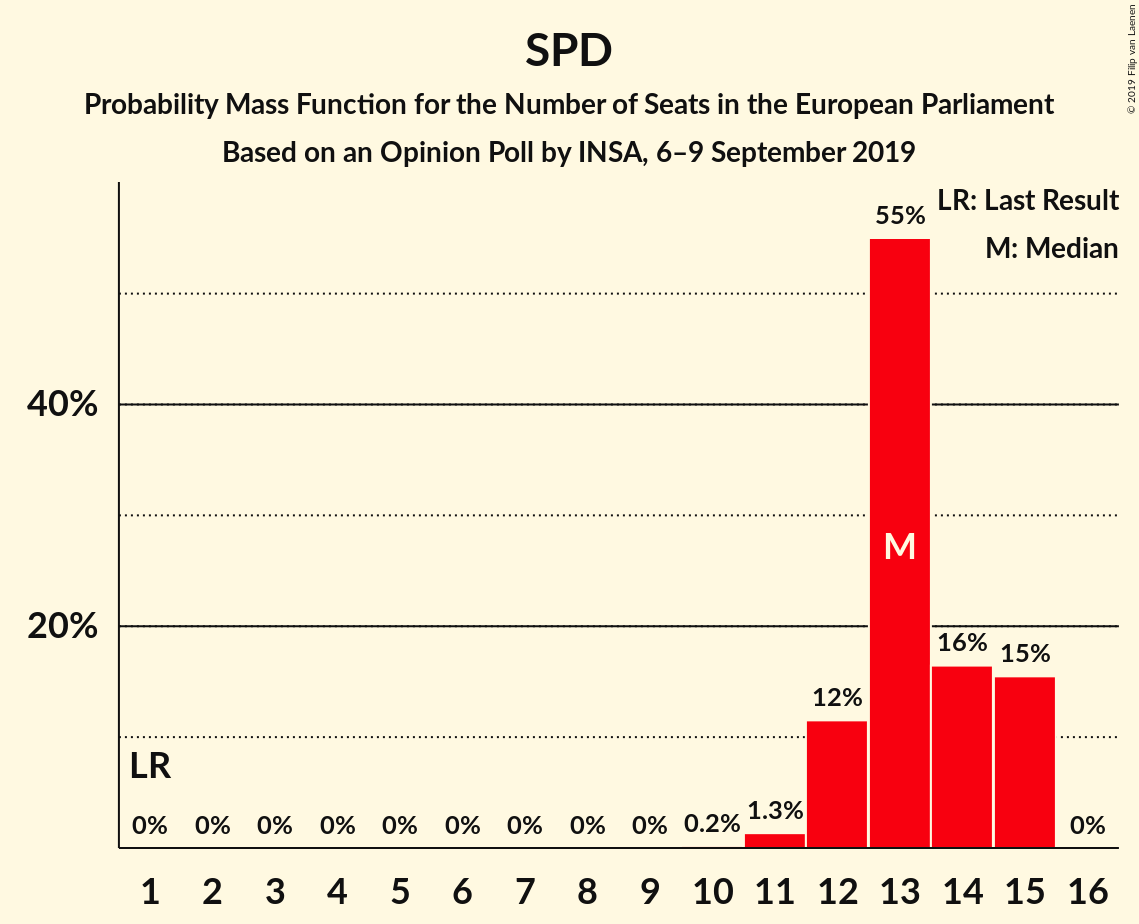 SPD
Probability Mass Function for the Number of Seats in the European Parliament
Based on an Opinion Poll by INSA, 6–9 September 2019
© 2019 Filip van Laenen
LR: Last Result
M: Median
55%
40%
M
20%
16%
15%
12%
LR
1.3%
0% 0% 0% 0% 0% 0% 0% 0% 0% 0.2% 0%
1 2 3 4 5 6 7 8 9 10 11 12 13 14 15 16